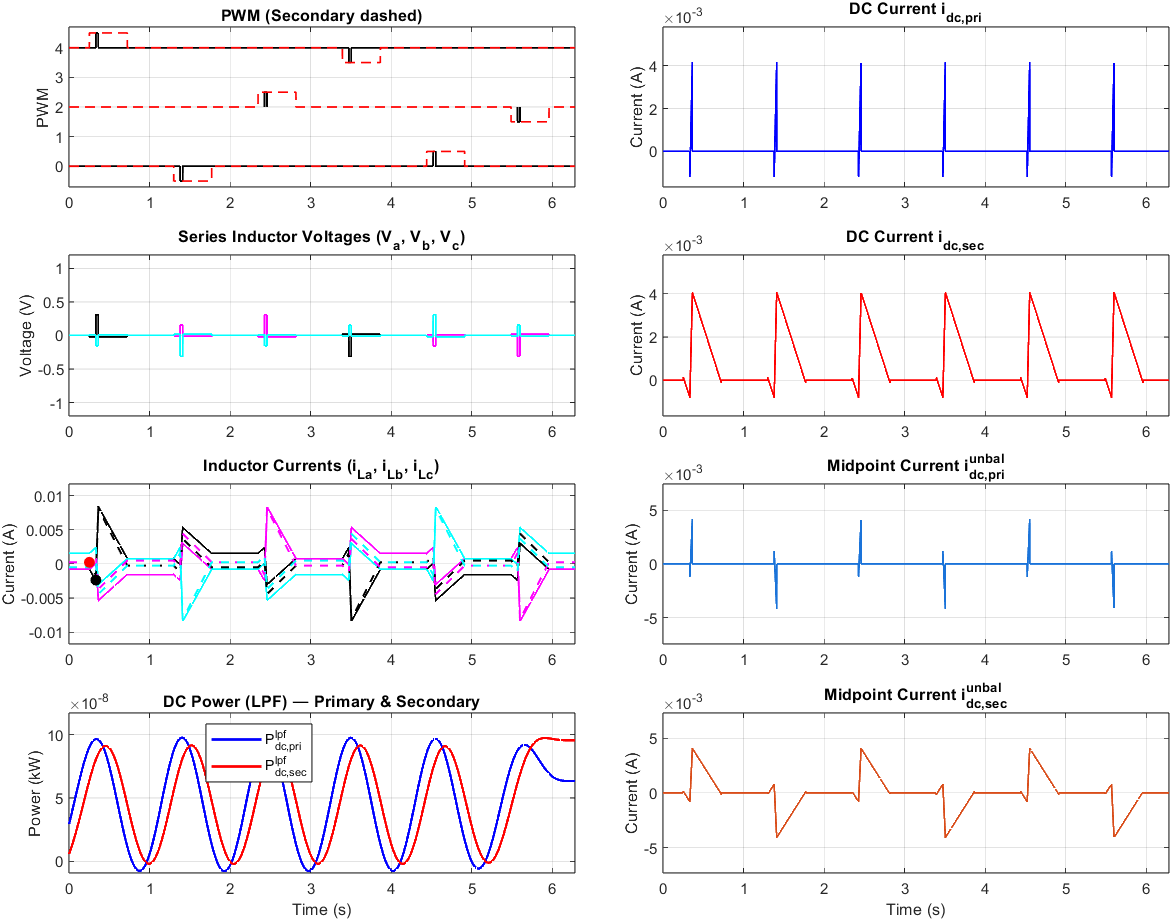 PWM (Secondary dashed)
PWM
4
3
2
1
0
0 1 2 3 4 5 6
DC Current i_dc,pri
×10^-3
Current (A)
4
2
0
0 1 2 3 4 5 6
Series Inductor Voltages (V_a, V_b, V_c)
Voltage (V)
1
0.5
0
-0.5
-1
0 1 2 3 4 5 6
DC Current i_dc,sec
×10^-3
Current (A)
4
2
0
0 1 2 3 4 5 6
Inductor Currents (i_La, i_Lb, i_Lc)
Current (A)
0.01
0.005
0
-0.005
-0.01
0 1 2 3 4 5 6
Midpoint Current i^unbal_dc,pri
×10^-3
Current (A)
5
0
-5
0 1 2 3 4 5 6
DC Power (LPF) — Primary & Secondary
×10^-8
Power (kW)
10
5
0
P^lpf_dc,pri
P^lpf_dc,sec
0 1 2 3 4 5 6
Time (s)
Midpoint Current i^unbal_dc,sec
×10^-3
Current (A)
5
0
-5
0 1 2 3 4 5 6
Time (s)